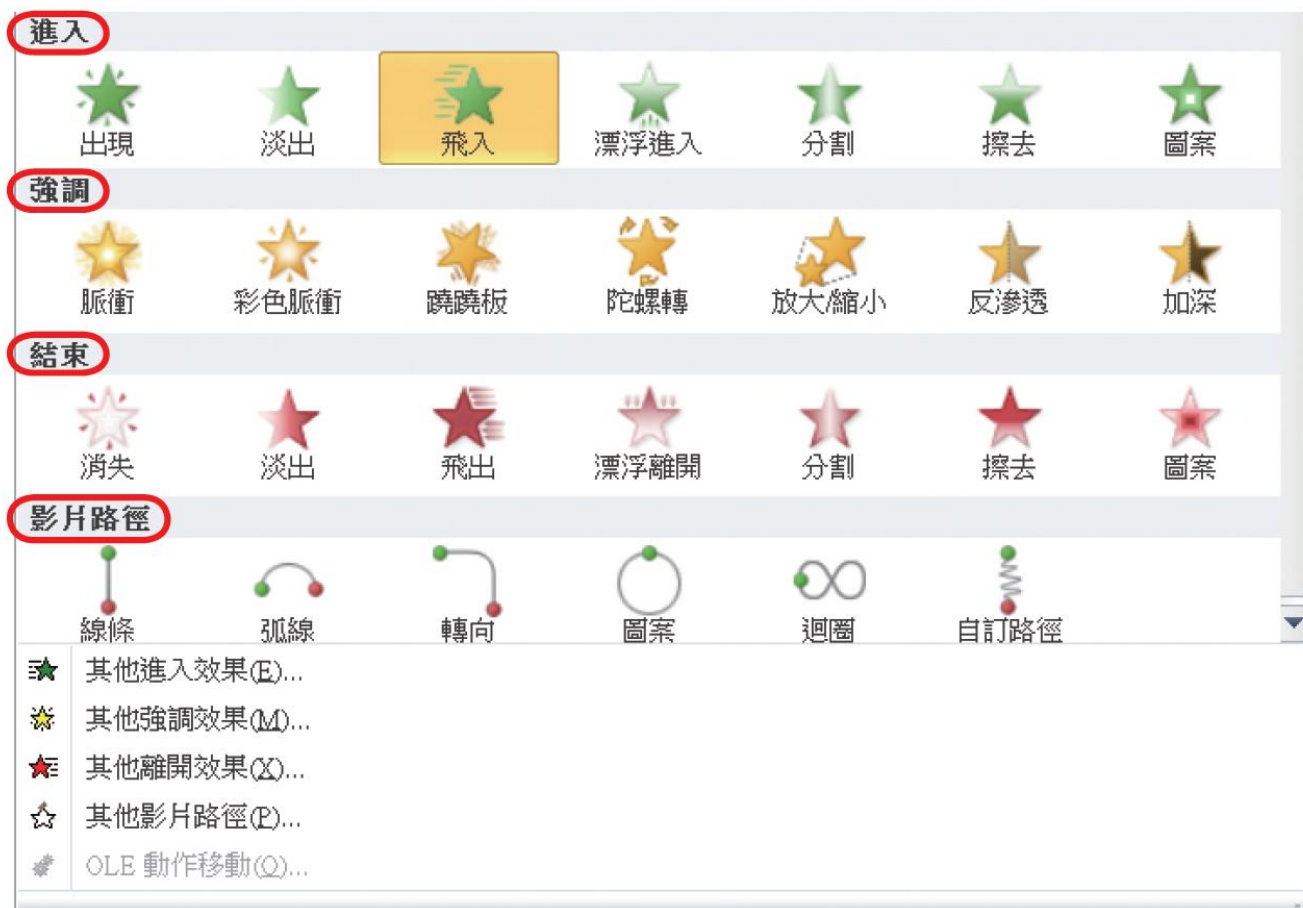 進入
出現 淡出 飛入 漂浮進入 分割 擦去 圖案
強調
脈衝 彩色脈衝 蹺蹺板 陀螺轉 放大/縮小 反滲透 加深
結束
消失 淡出 飛出 漂浮離開 分割 擦去 圖案
影片路徑
線條 弧線 轉向 圖案 迴圈 自訂路徑
其他進入效果(E)...
其他強調效果(M)...
其他離開效果(X)...
其他影片路徑(P)...
OLE 動作移動(O)...